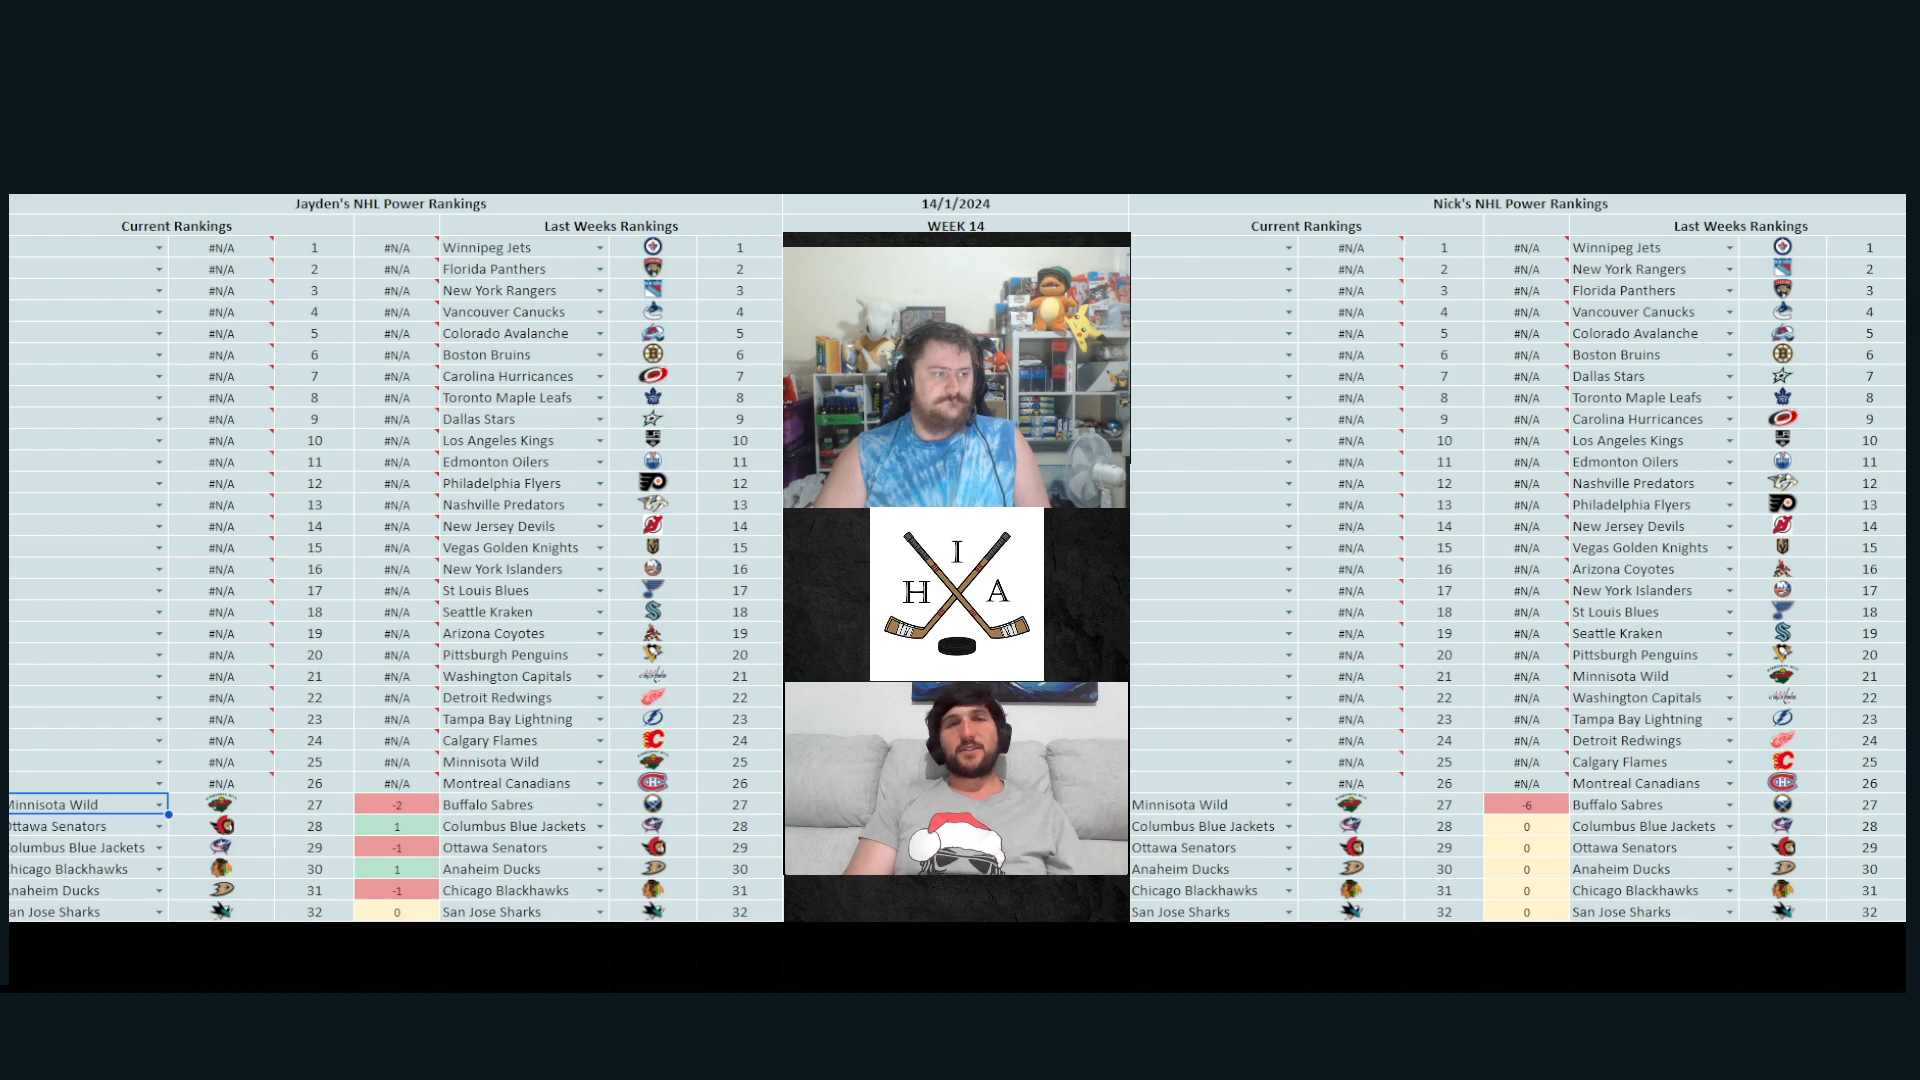 Jayden's NHL Power Rankings 14/1/2024 Nick's NHL Power Rankings
Current Rankings Last Weeks Rankings WEEK 14 Current Rankings Last Weeks Rankings
#N/A 1 #N/A Winnipeg Jets 1 #N/A 1 #N/A Winnipeg Jets 1
#N/A 2 #N/A Florida Panthers 2 #N/A 2 #N/A New York Rangers 2
#N/A 3 #N/A New York Rangers 3 #N/A 3 #N/A Florida Panthers 3
#N/A 4 #N/A Vancouver Canucks 4 #N/A 4 #N/A Vancouver Canucks 4
#N/A 5 #N/A Colorado Avalanche 5 #N/A 5 #N/A Colorado Avalanche 5
#N/A 6 #N/A Boston Bruins 6 #N/A 6 #N/A Boston Bruins 6
#N/A 7 #N/A Carolina Hurricances 7 #N/A 7 #N/A Dallas Stars 7
#N/A 8 #N/A Toronto Maple Leafs 8 #N/A 8 #N/A Toronto Maple Leafs 8
#N/A 9 #N/A Dallas Stars 9 #N/A 9 #N/A Carolina Hurricances 9
#N/A 10 #N/A Los Angeles Kings 10 #N/A 10 #N/A Los Angeles Kings 10
#N/A 11 #N/A Edmonton Oilers 11 #N/A 11 #N/A Edmonton Oilers 11
#N/A 12 #N/A Philadelphia Flyers 12 #N/A 12 #N/A Nashville Predators 12
#N/A 13 #N/A Nashville Predators 13 #N/A 13 #N/A Philadelphia Flyers 13
#N/A 14 #N/A New Jersey Devils 14 #N/A 14 #N/A New Jersey Devils 14
#N/A 15 #N/A Vegas Golden Knights 15 I #N/A 15 #N/A Vegas Golden Knights 15
#N/A 16 #N/A New York Islanders 16 #N/A 16 #N/A Arizona Coyotes 16
#N/A 17 #N/A St Louis Blues 17 H A #N/A 17 #N/A New York Islanders 17
#N/A 18 #N/A Seattle Kraken 18 #N/A 18 #N/A St Louis Blues 18
#N/A 19 #N/A Arizona Coyotes 19 #N/A 19 #N/A Seattle Kraken 19
#N/A 20 #N/A Pittsburgh Penguins 20 #N/A 20 #N/A Pittsburgh Penguins 20
#N/A 21 #N/A Washington Capitals 21 #N/A 21 #N/A Minnisota Wild 21
#N/A 22 #N/A Detroit Redwings 22 #N/A 22 #N/A Washington Capitals 22
#N/A 23 #N/A Tampa Bay Lightning 23 #N/A 23 #N/A Tampa Bay Lightning 23
#N/A 24 #N/A Calgary Flames 24 #N/A 24 #N/A Detroit Redwings 24
#N/A 25 #N/A Minnisota Wild 25 #N/A 25 #N/A Calgary Flames 25
#N/A 26 #N/A Montreal Canadians 26 #N/A 26 #N/A Montreal Canadians 26
Minnisota Wild 27 -2 Buffalo Sabres 27 Minnisota Wild 27 -6 Buffalo Sabres 27
Ottawa Senators 28 1 Columbus Blue Jackets 28 Columbus Blue Jackets 28 0 Columbus Blue Jackets 28
olumbus Blue Jackets 29 -1 Ottawa Senators 29 Ottawa Senators 29 0 Ottawa Senators 29
hicago Blackhawks 30 1 Anaheim Ducks 30 Anaheim Ducks 30 0 Anaheim Ducks 30
naheim Ducks 31 -1 Chicago Blackhawks 31 Chicago Blackhawks 31 0 Chicago Blackhawks 31
an Jose Sharks 32 0 San Jose Sharks 32 San Jose Sharks 32 0 San Jose Sharks 32